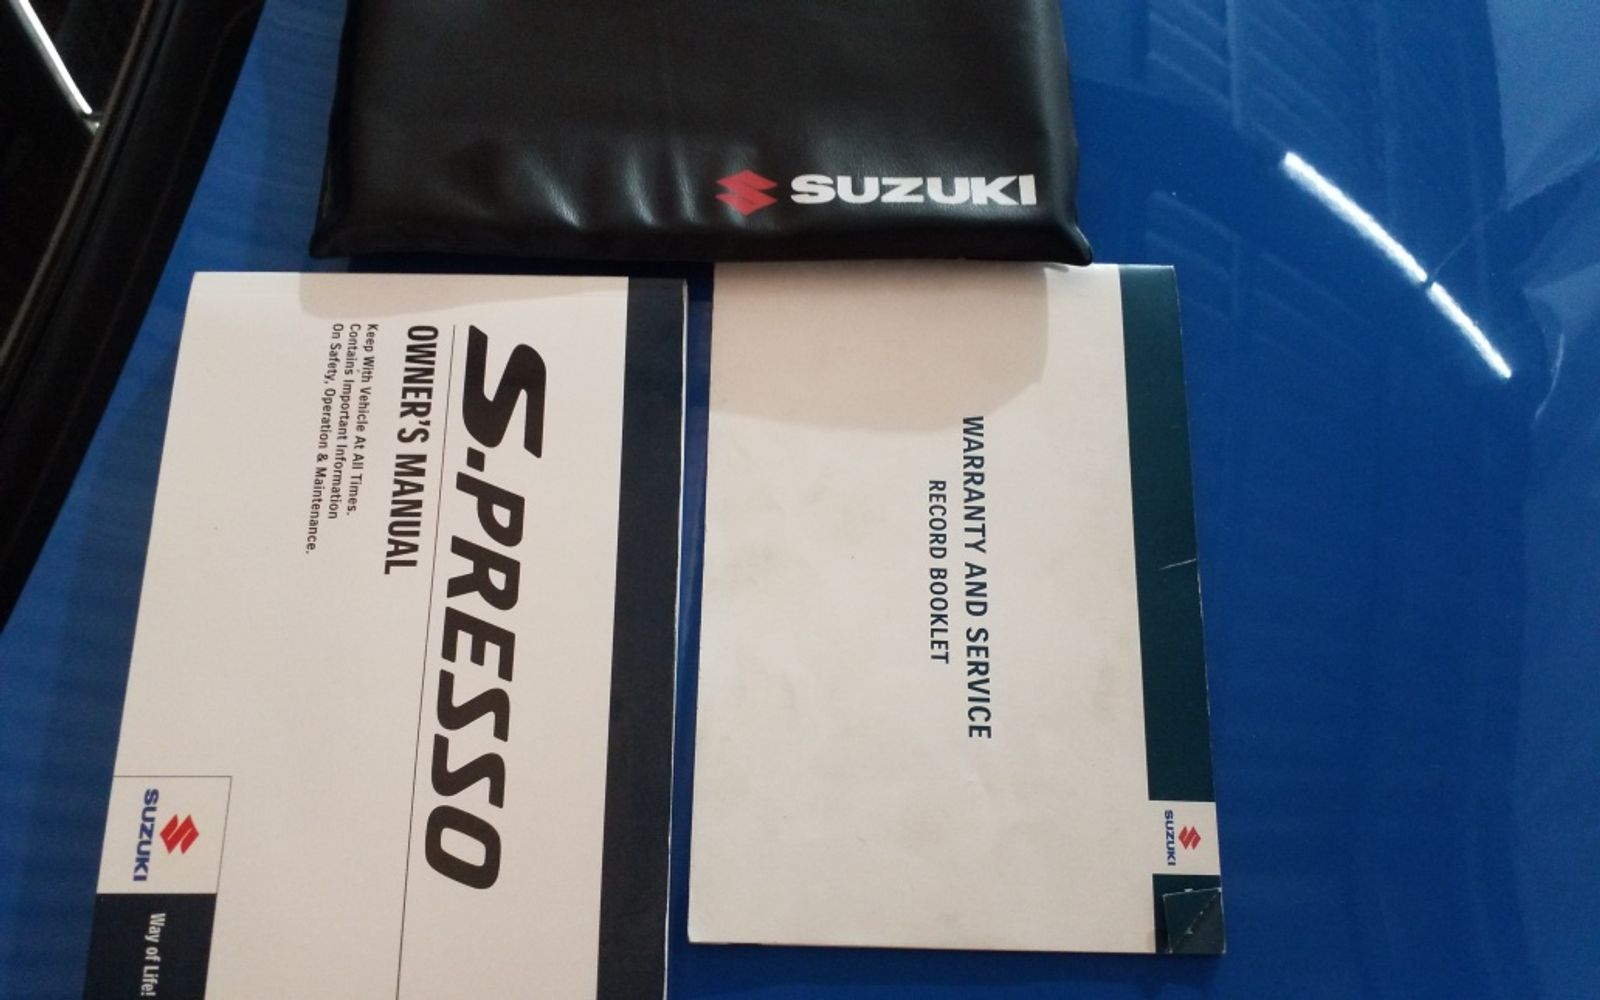 SUZUKI
S.PRESSO
OWNER'S MANUAL
Keep With Vehicle At All Times.
Contains Important Information
On Safety, Operation & Maintenance.
SUZUKI
Way of Life!
WARRANTY AND SERVICE
RECORD BOOKLET
SUZUKI